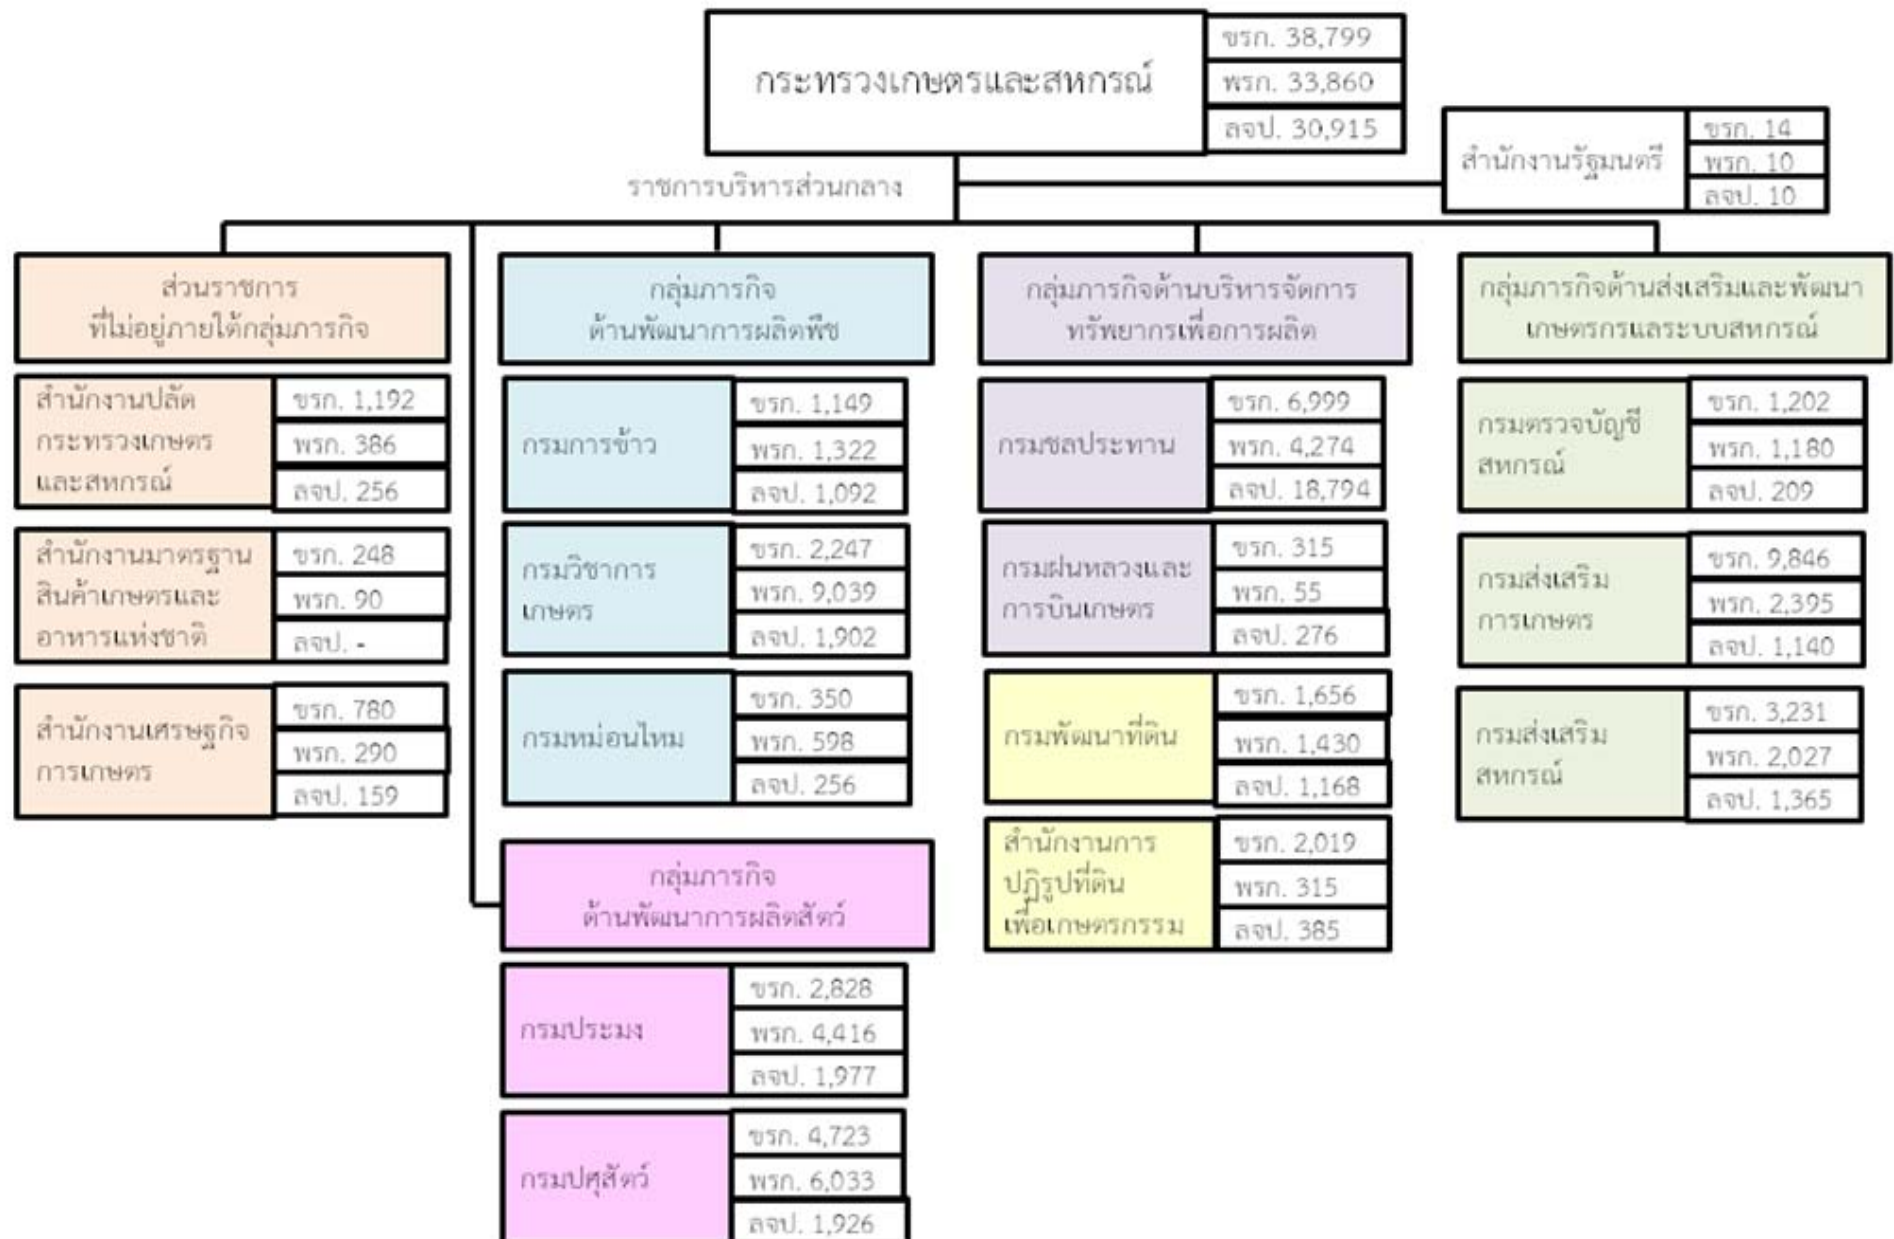 กระทรวงเกษตรและสหกรณ์
ขรก. 38,799
พรก. 33,860
ลจป. 30,915
สำนักงานรัฐมนตรี
ขรก. 14
พรก. 10
ลจป. 10
ราชการบริหารส่วนกลาง
ส่วนราชการ
ที่ไม่อยู่ภายใต้กลุ่มภารกิจ
สำนักงานปลัด
กระทรวงเกษตร
และสหกรณ์
ขรก. 1,192
พรก. 386
ลจป. 256
สำนักงานมาตรฐาน
สินค้าเกษตรและ
อาหารแห่งชาติ
ขรก. 248
พรก. 90
ลจป. -
สำนักงานเศรษฐกิจ
การเกษตร
ขรก. 780
พรก. 290
ลจป. 159
กลุ่มภารกิจ
ด้านพัฒนาการผลิตพืช
กรมการข้าว
ขรก. 1,149
พรก. 1,322
ลจป. 1,092
กรมวิชาการ
เกษตร
ขรก. 2,247
พรก. 9,039
ลจป. 1,902
กรมหม่อนไหม
ขรก. 350
พรก. 598
ลจป. 256
กลุ่มภารกิจ
ด้านพัฒนาการผลิตสัตว์
กรมประมง
ขรก. 2,828
พรก. 4,416
ลจป. 1,977
กรมปศุสัตว์
ขรก. 4,723
พรก. 6,033
ลจป. 1,926
กลุ่มภารกิจด้านบริหารจัดการ
ทรัพยากรเพื่อการผลิต
กรมชลประทาน
ขรก. 6,999
พรก. 4,274
ลจป. 18,794
กรมฝนหลวงและ
การบินเกษตร
ขรก. 315
พรก. 55
ลจป. 276
กรมพัฒนาที่ดิน
ขรก. 1,656
พรก. 1,430
ลจป. 1,168
สำนักงานการ
ปฏิรูปที่ดิน
เพื่อเกษตรกรรม
ขรก. 2,019
พรก. 315
ลจป. 385
กลุ่มภารกิจด้านส่งเสริมและพัฒนา
เกษตรกรและระบบสหกรณ์
กรมตรวจบัญชี
สหกรณ์
ขรก. 1,202
พรก. 1,180
ลจป. 209
กรมส่งเสริม
การเกษตร
ขรก. 9,846
พรก. 2,395
ลจป. 1,140
กรมส่งเสริม
สหกรณ์
ขรก. 3,231
พรก. 2,027
ลจป. 1,365